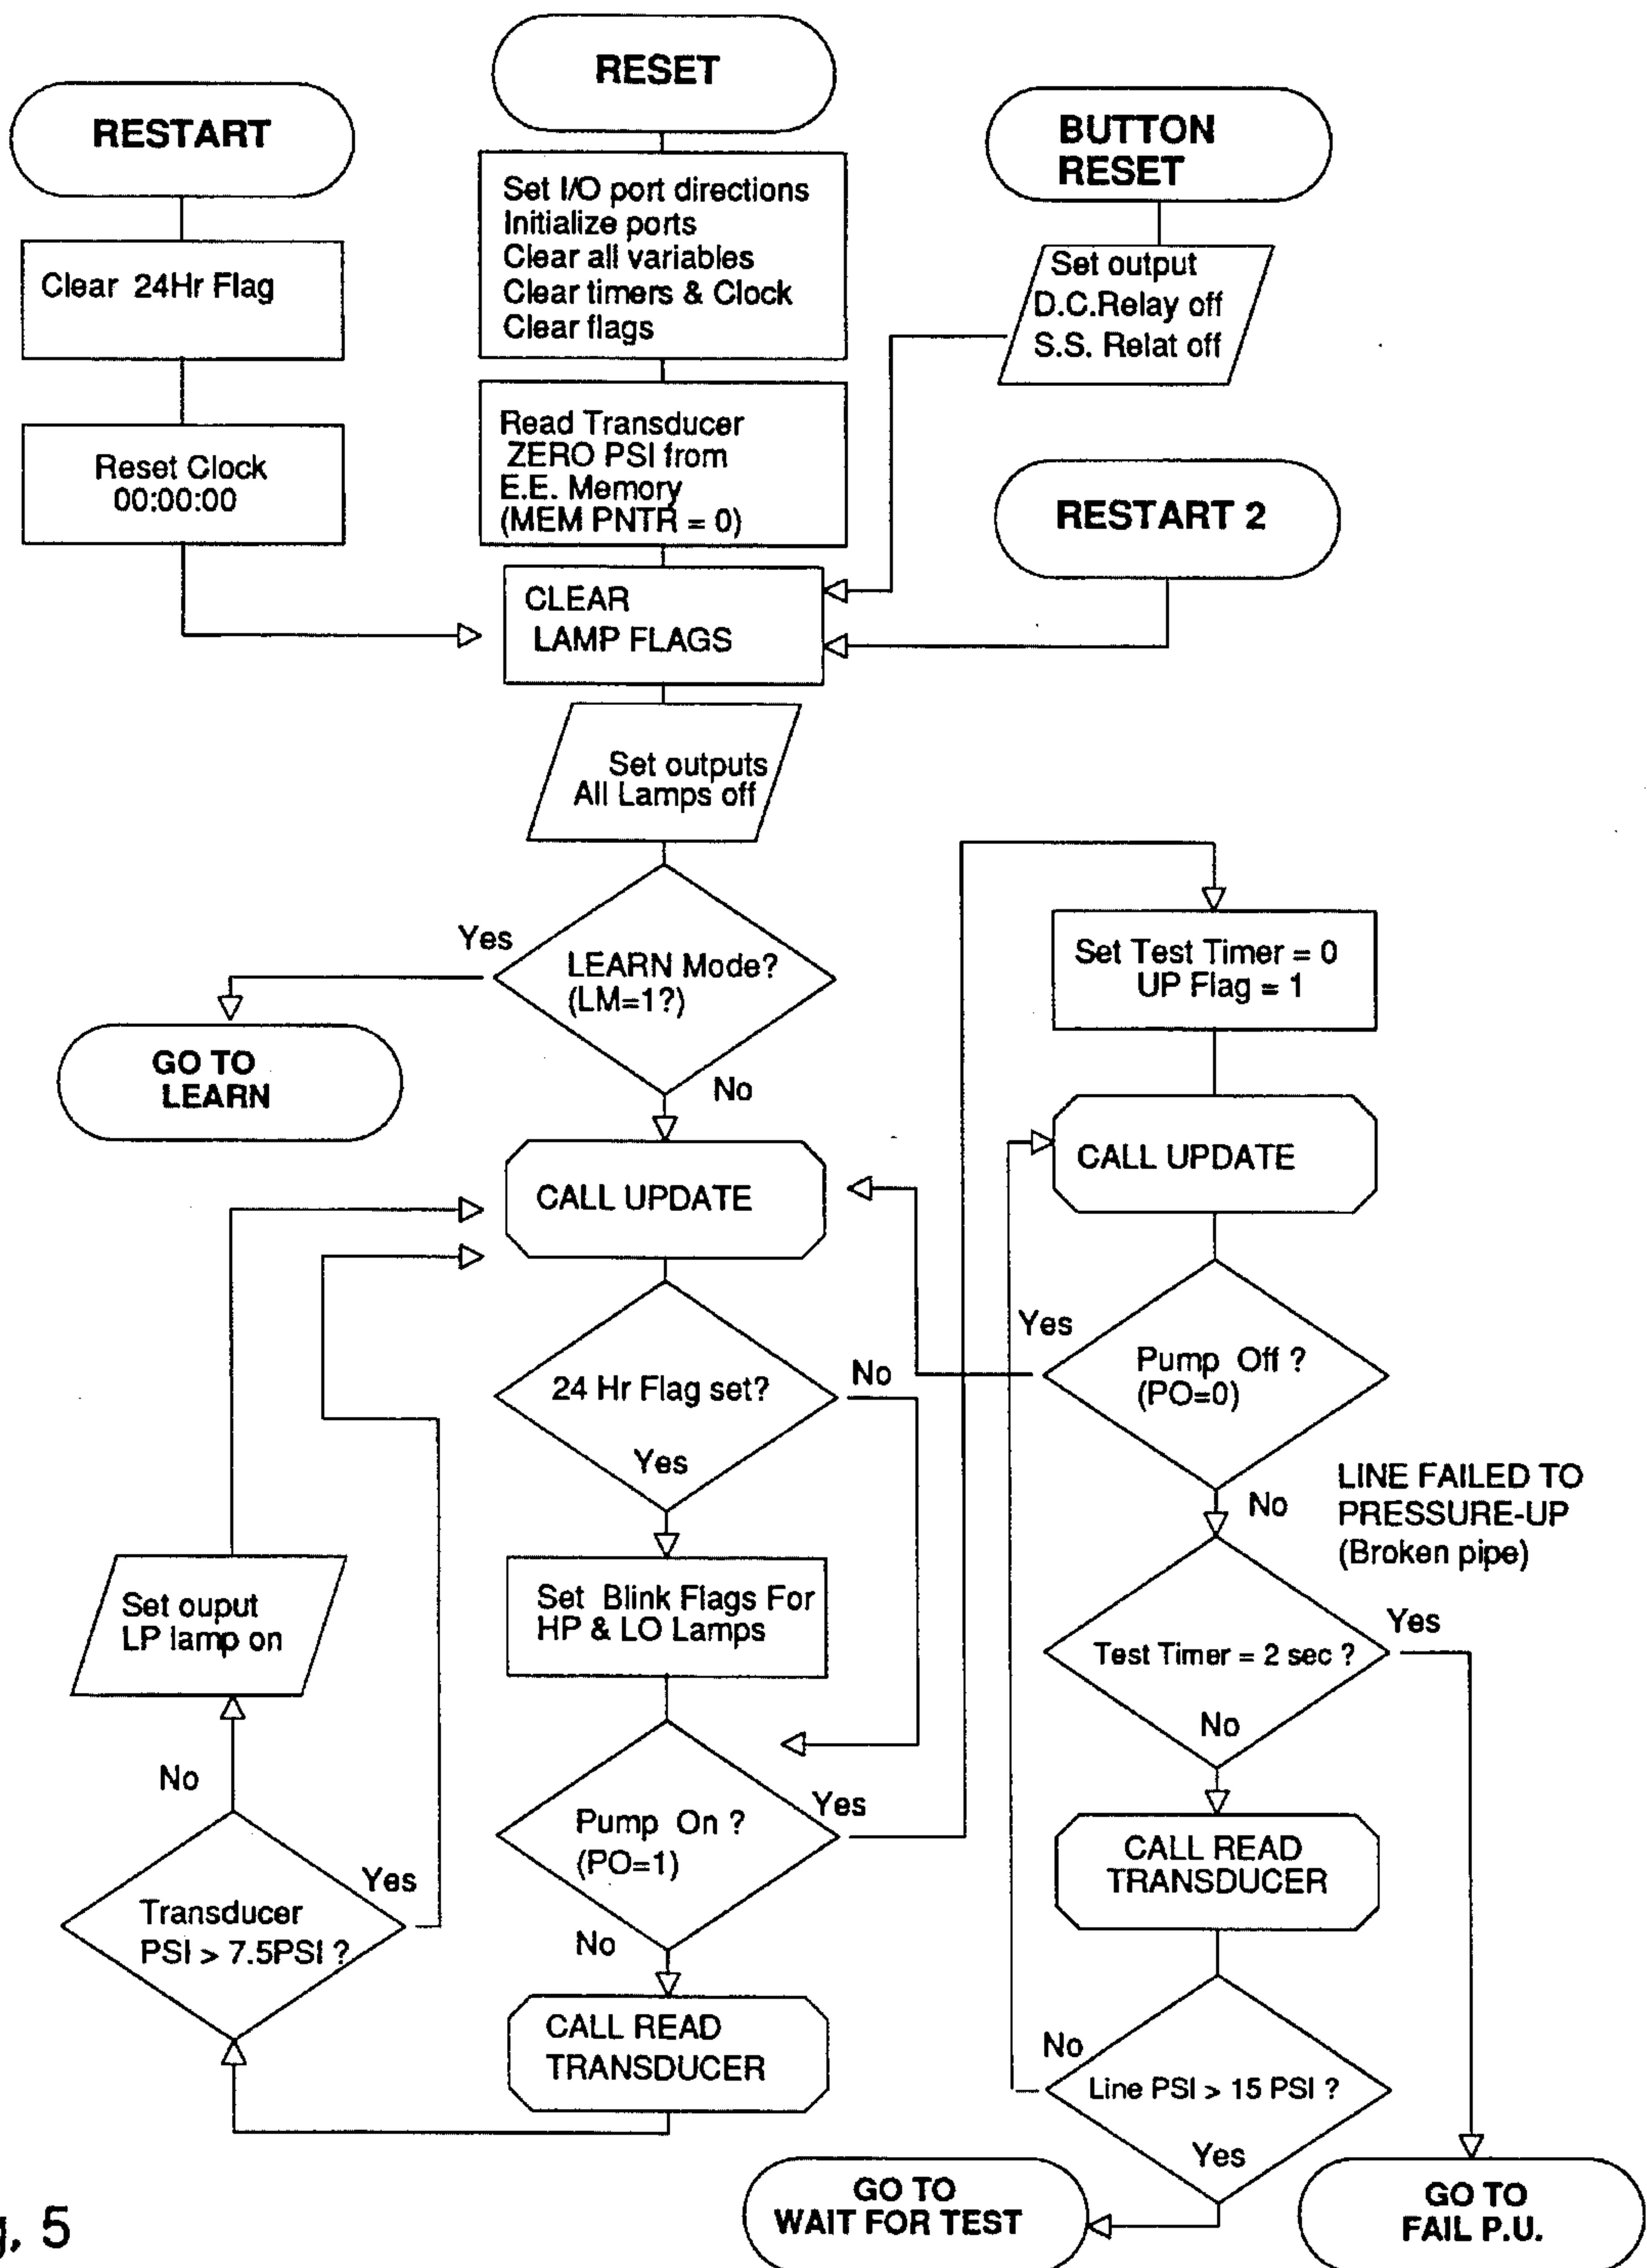 RESET
RESTART
BUTTON
RESET
Set I/O port directions
Initialize ports
Clear all variables
Clear timers & Clock
Clear flags
Clear 24Hr Flag
Set output
D.C.Relay off
S.S. Relat off
Read Transducer
ZERO PSI from
E.E. Memory
(MEM PNTR = 0)
Reset Clock
00:00:00
RESTART 2
CLEAR
LAMP FLAGS
Set outputs
All Lamps off
Yes
LEARN Mode?
(LM=1?)
No
GO TO
LEARN
Set Test Timer = 0
UP Flag = 1
CALL UPDATE
CALL UPDATE
Yes
Pump Off ?
(PO=0)
No
24 Hr Flag set?
No
Yes
LINE FAILED TO
PRESSURE-UP
(Broken pipe)
Set Blink Flags For
HP & LO Lamps
Set ouput
LP lamp on
Test Timer = 2 sec ?
Yes
No
No
Pump On ?
(PO=1)
Yes
No
CALL READ
TRANSDUCER
Transducer
PSI > 7.5PSI ?
Yes
CALL READ
TRANSDUCER
No
Line PSI > 15 PSI ?
Yes
GO TO
WAIT FOR TEST
GO TO
FAIL P.U.
g, 5